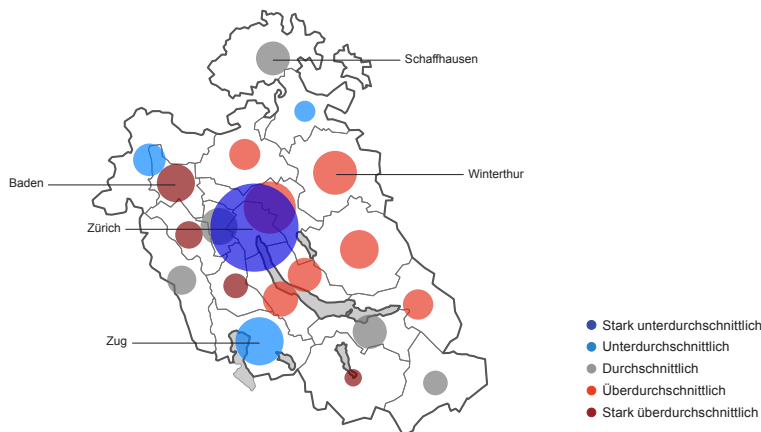 Schaffhausen
Winterthur
Baden
Zürich
Zug
Stark unterdurchschnittlich
Unterdurchschnittlich
Durchschnittlich
Überdurchschnittlich
Stark überdurchschnittlich